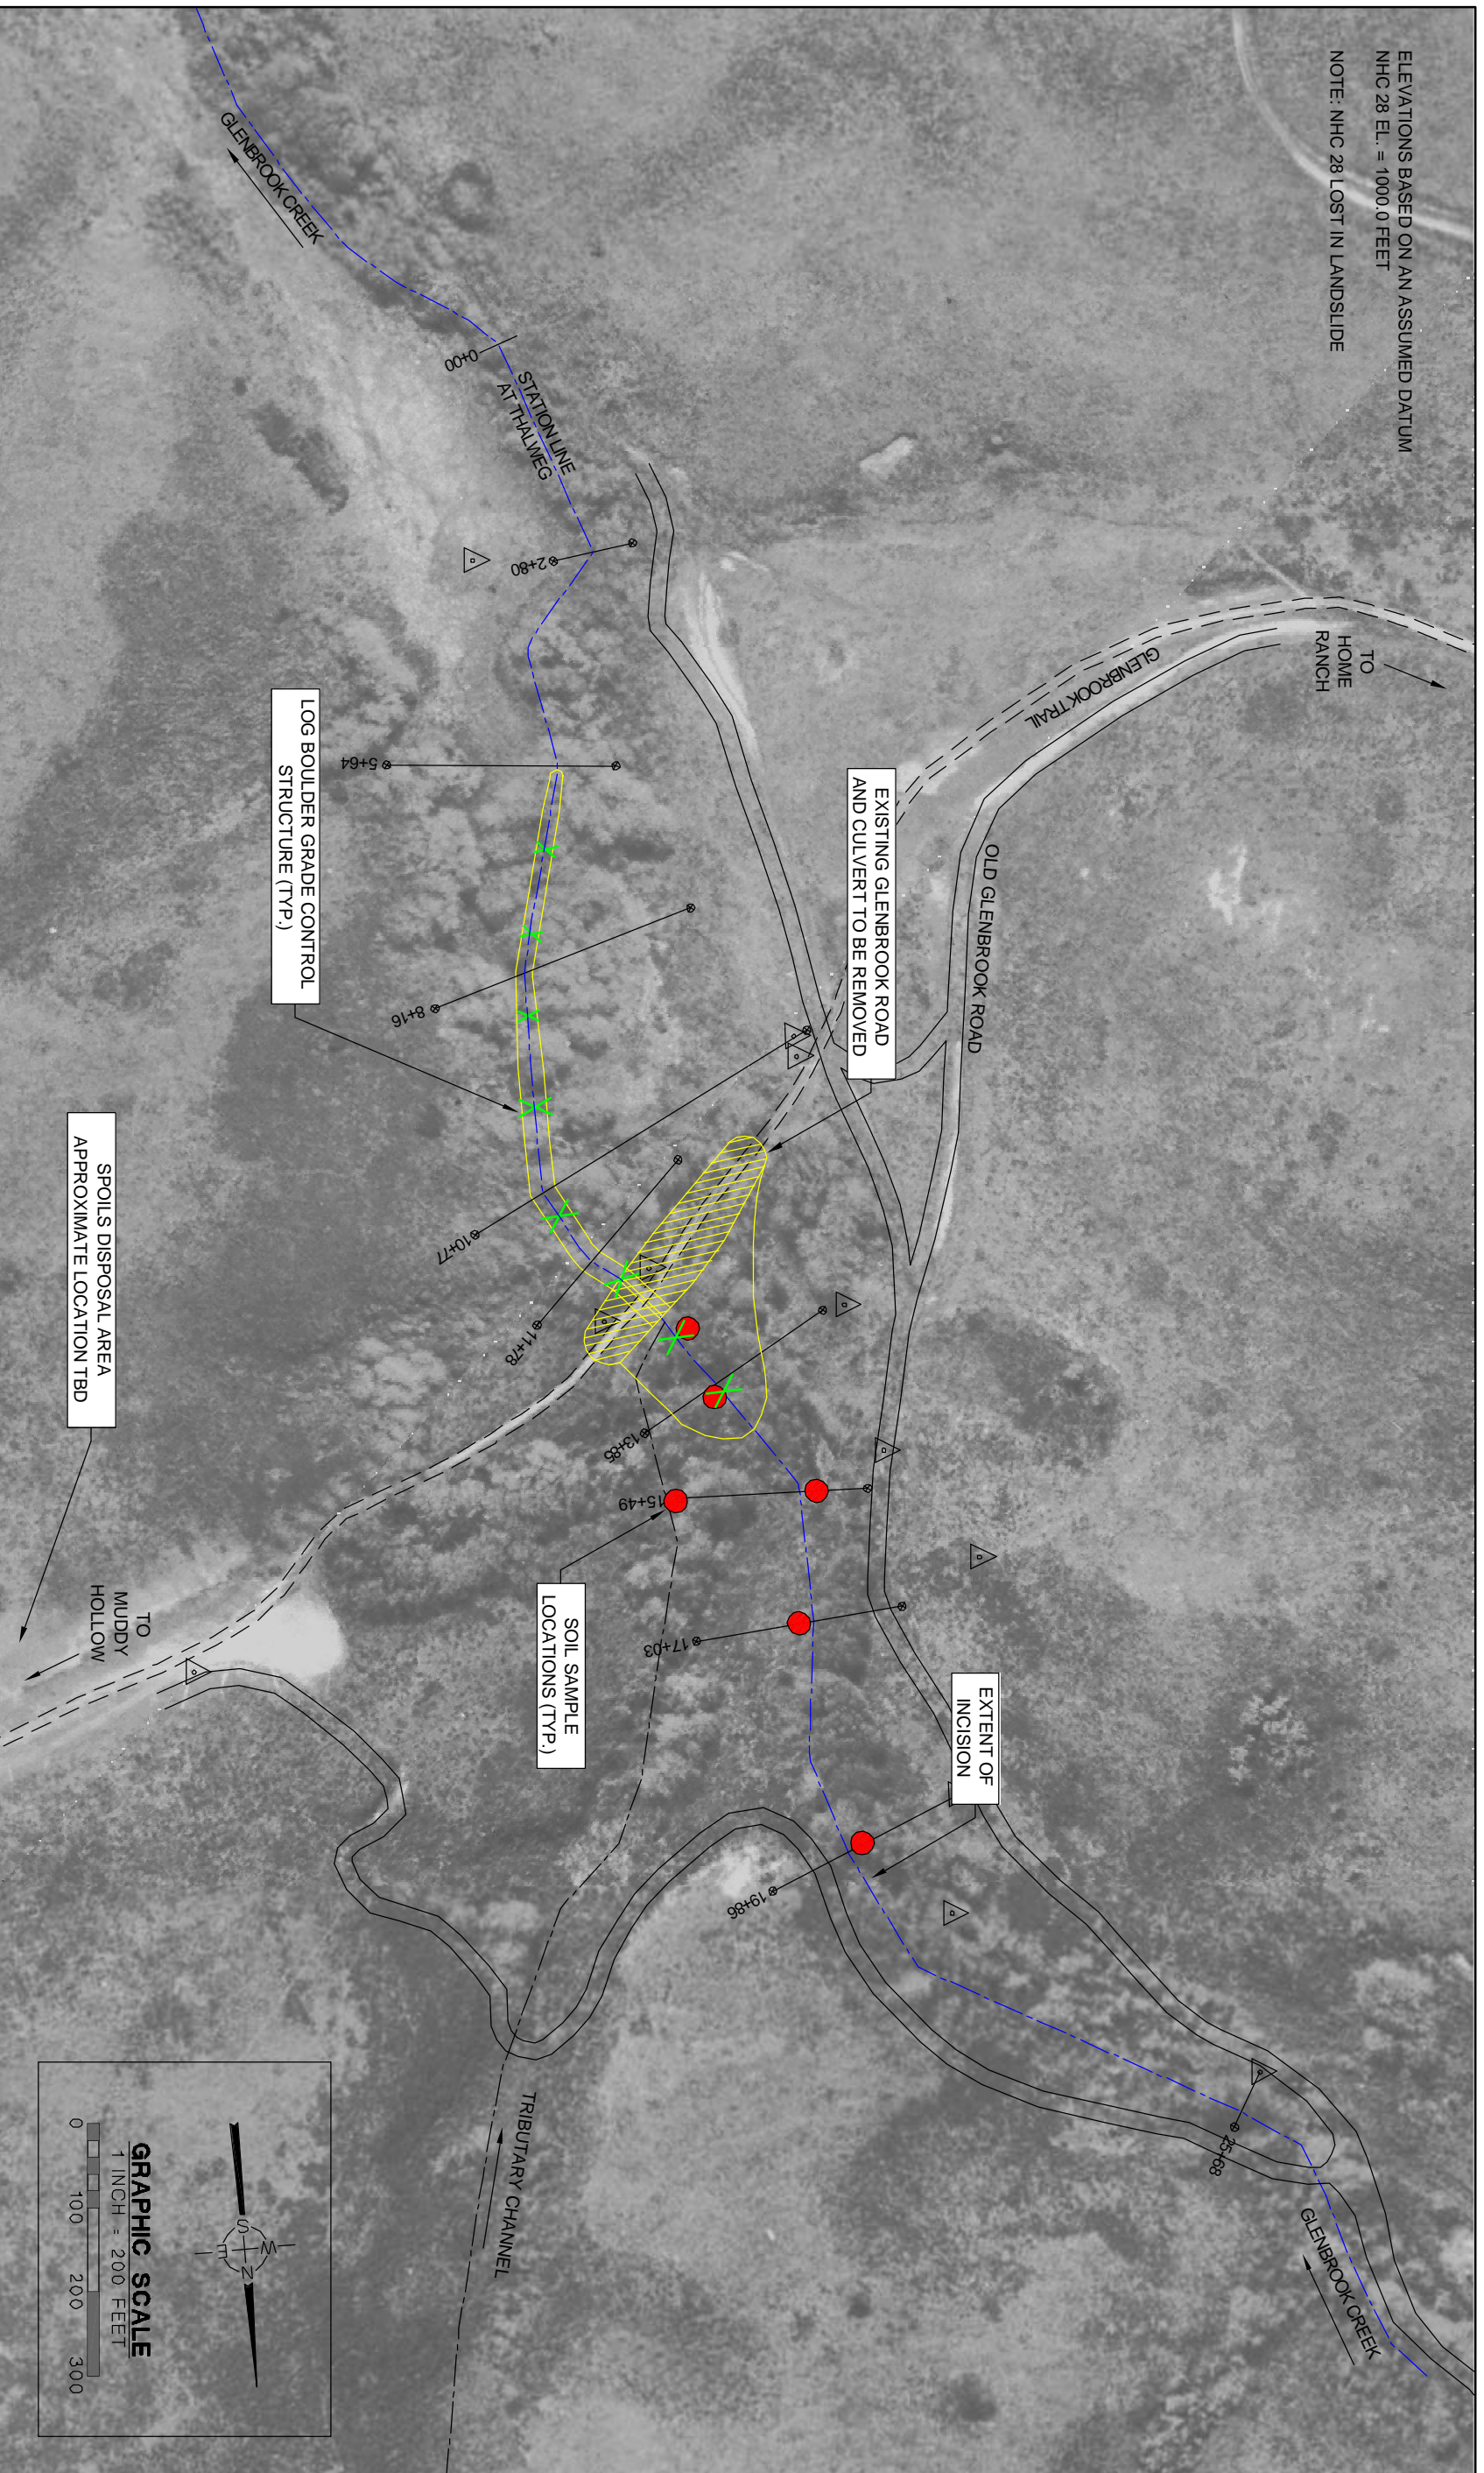 ELEVATIONS BASED ON AN ASSUMED DATUM
NHC 28 EL. = 1000.0 FEET
NOTE: NHC 28 LOST IN LANDSLIDE
TO
HOME
RANCH
GLENBROOK TRAIL
OLD GLENBROOK ROAD
EXISTING GLENBROOK ROAD
AND CULVERT TO BE REMOVED
GLENBROOK CREEK
0+00
STATION LINE
AT THALWEG
2+80
5+64
8+16
10+77
11+78
13+85
15+49
17+03
19+86
25+68
LOG BOULDER GRADE CONTROL
STRUCTURE (TYP.)
SPOILS DISPOSAL AREA
APPROXIMATE LOCATION TBD
TO
MUDDY
HOLLOW
SOIL SAMPLE
LOCATIONS (TYP.)
EXTENT OF
INCISION
GLENBROOK CREEK
TRIBUTARY CHANNEL
S
W
E
N
GRAPHIC SCALE
1 INCH = 200 FEET
0 100 200 300